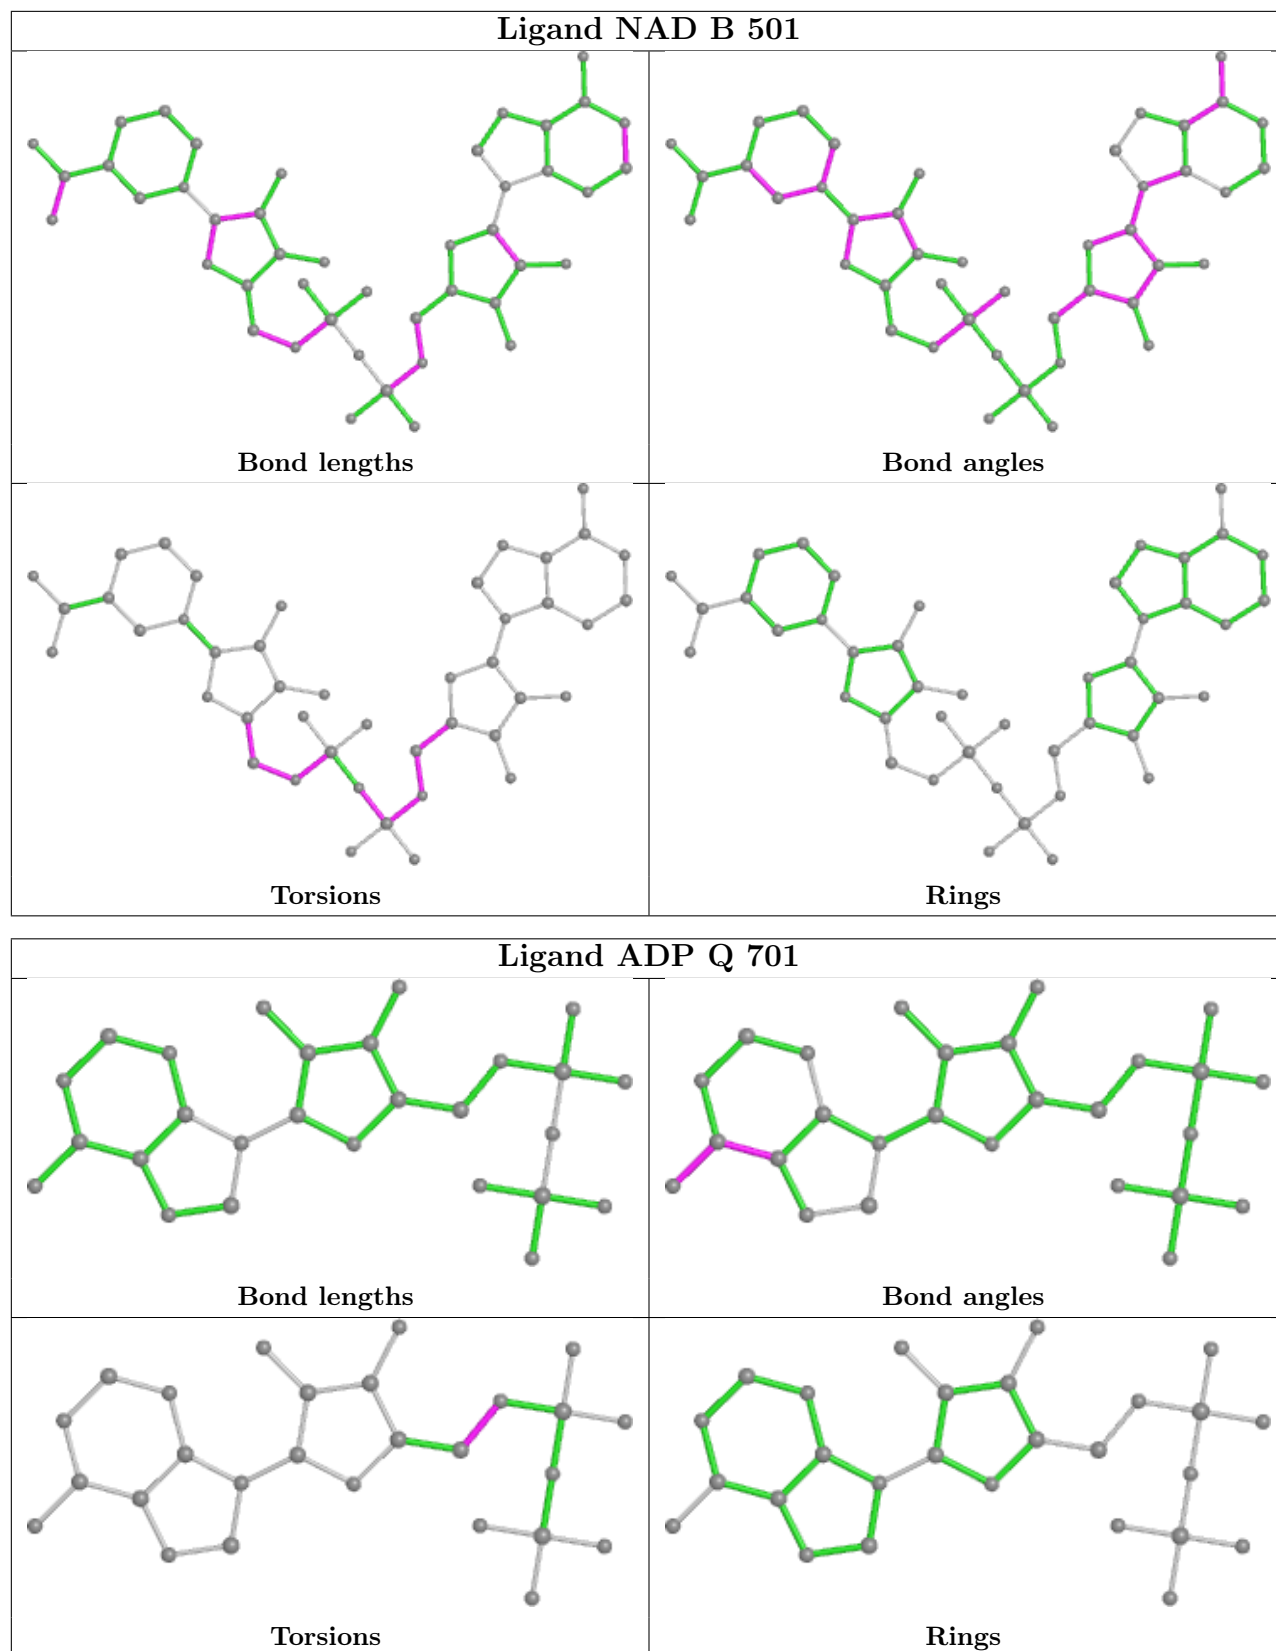 Ligand NAD B 501
Bond lengths
Bond angles
Torsions
Rings
Ligand ADP Q 701
Bond lengths
Bond angles
Torsions
Rings